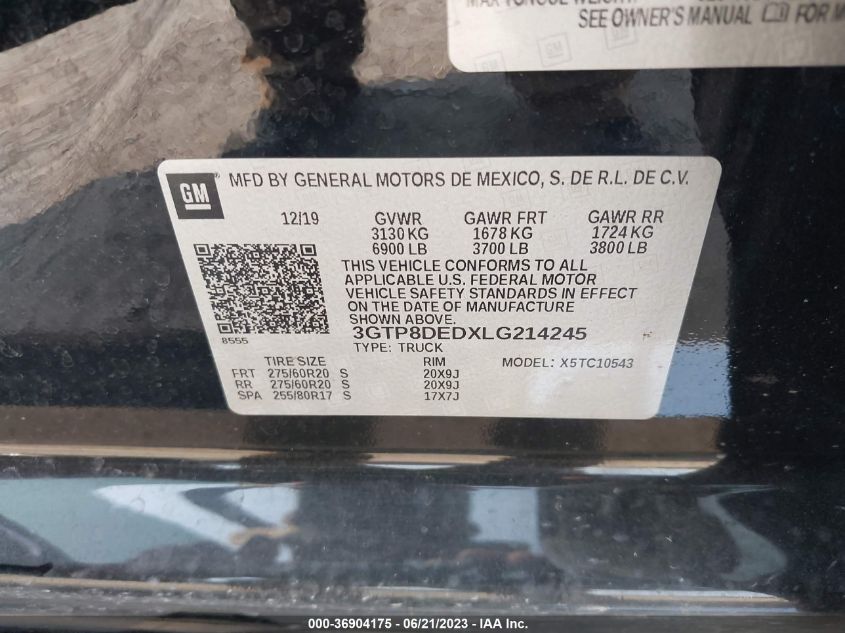 SEE OWNER'S MANUAL FOR
GM
MFD BY GENERAL MOTORS DE MEXICO, S. DE R.L. DE C.V.
12/19 GVWR GAWR FRT GAWR RR
3130 KG 1678 KG 1724 KG
6900 LB 3700 LB 3800 LB
THIS VEHICLE CONFORMS TO ALL
APPLICABLE U.S. FEDERAL MOTOR
VEHICLE SAFETY STANDARDS IN EFFECT
ON THE DATE OF MANUFACTURE
SHOWN ABOVE.
8555
3GTP8DEDXLG214245
TYPE: TRUCK MODEL: X5TC10543
TIRE SIZE RIM
FRT 275/60R20 S 20X9J
RR 275/60R20 S 20X9J
SPA 255/80R17 S 17X7J
000-36904175 - 06/21/2023 - IAA Inc.